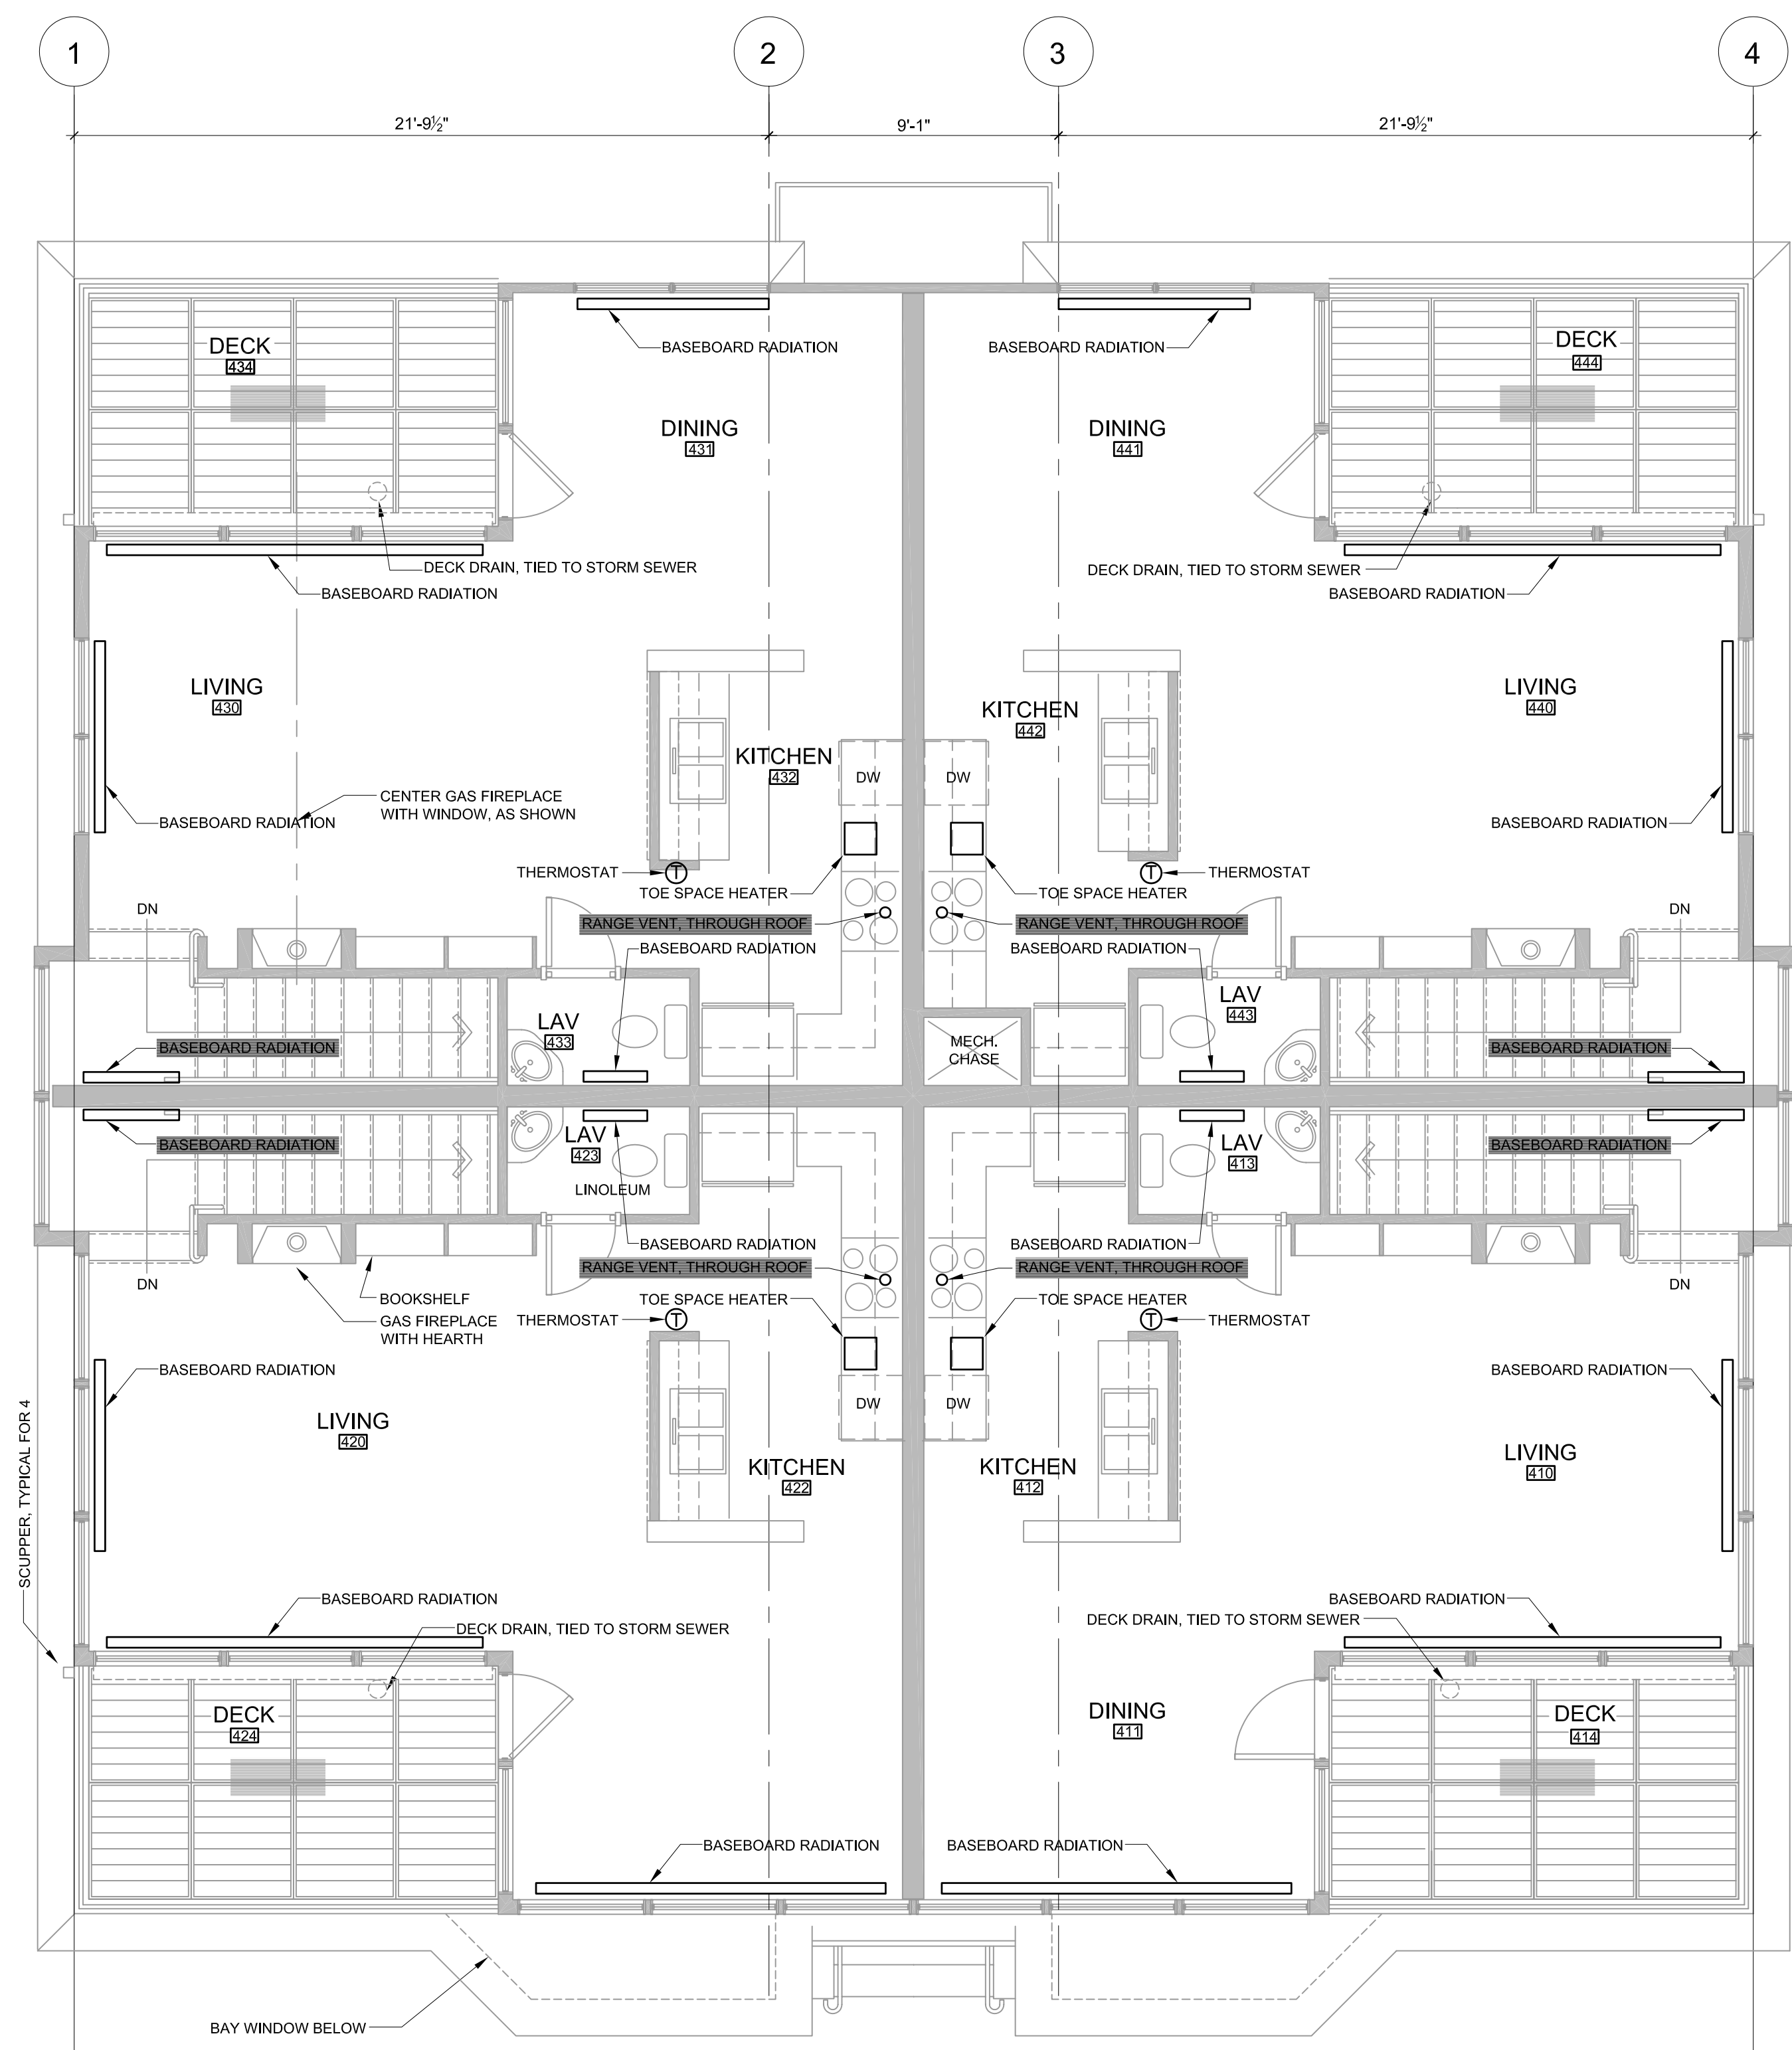 1
2
3
4
21'-9½"
9'-1"
21'-9½"
DECK
434
BASEBOARD RADIATION
BASEBOARD RADIATION
DECK
444
DINING
431
DINING
441
DECK DRAIN, TIED TO STORM SEWER
BASEBOARD RADIATION
DECK DRAIN, TIED TO STORM SEWER
BASEBOARD RADIATION
LIVING
430
KITCHEN
442
LIVING
440
KITCHEN
432
DW
DW
CENTER GAS FIREPLACE
WITH WINDOW, AS SHOWN
BASEBOARD RADIATION
BASEBOARD RADIATION
THERMOSTAT
T
T
THERMOSTAT
TOE SPACE HEATER
TOE SPACE HEATER
DN
RANGE VENT, THROUGH ROOF
RANGE VENT, THROUGH ROOF
DN
BASEBOARD RADIATION
BASEBOARD RADIATION
LAV
433
LAV
443
MECH.
CHASE
BASEBOARD RADIATION
BASEBOARD RADIATION
BASEBOARD RADIATION
BASEBOARD RADIATION
LAV
423
LAV
413
LINOLEUM
BASEBOARD RADIATION
BASEBOARD RADIATION
RANGE VENT, THROUGH ROOF
RANGE VENT, THROUGH ROOF
DN
DN
BOOKSHELF
TOE SPACE HEATER
TOE SPACE HEATER
GAS FIREPLACE
WITH HEARTH
THERMOSTAT
T
T
THERMOSTAT
BASEBOARD RADIATION
BASEBOARD RADIATION
DW
DW
LIVING
420
KITCHEN
422
KITCHEN
412
LIVING
410
SCUPPER, TYPICAL FOR 4
BASEBOARD RADIATION
BASEBOARD RADIATION
DECK DRAIN, TIED TO STORM SEWER
DECK DRAIN, TIED TO STORM SEWER
DECK
424
DINING
411
DECK
414
BASEBOARD RADIATION
BASEBOARD RADIATION
BAY WINDOW BELOW